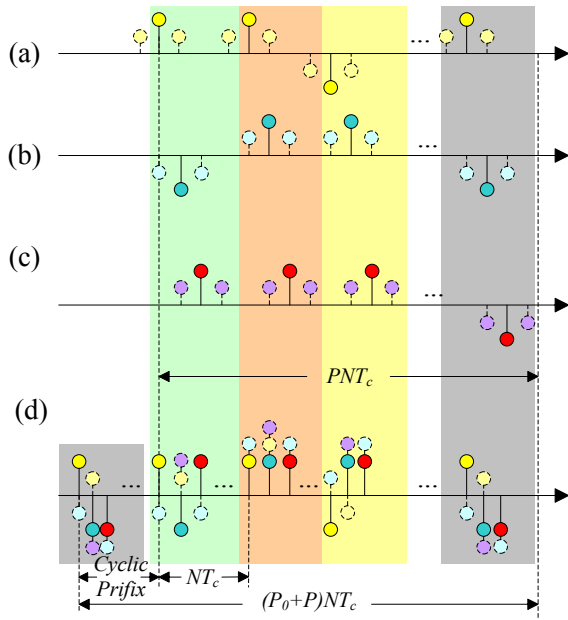 (a)
...
(b)
...
(c)
...
PNT_c
(d)
... ... ... ...
Cyclic
Prifix
NT_c
(P_0+P)NT_c